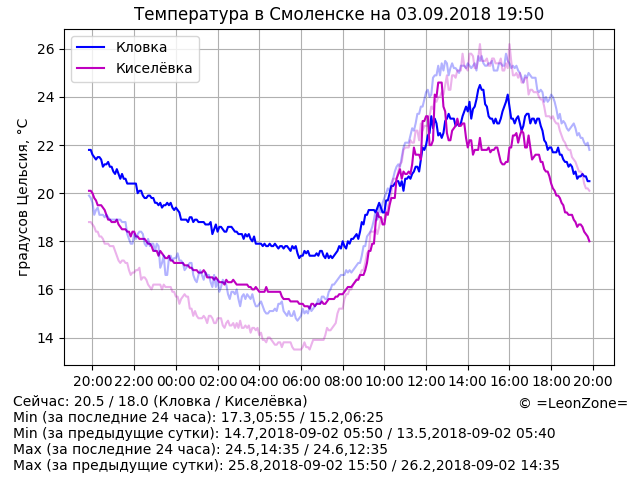 Температура в Смоленске на 03.09.2018 19:50
Кловка
Киселёвка
градусов Цельсия, °C
26
24
22
20
18
16
14
20:00 22:00 00:00 02:00 04:00 06:00 08:00 10:00 12:00 14:00 16:00 18:00 20:00
Сейчас: 20.5 / 18.0 (Кловка / Киселёвка)
© =LeonZone=
Min (за последние 24 часа): 17.3,05:55 / 15.2,06:25
Min (за предыдущие сутки): 14.7,2018-09-02 05:50 / 13.5,2018-09-02 05:40
Max (за последние 24 часа): 24.5,14:35 / 24.6,12:35
Max (за предыдущие сутки): 25.8,2018-09-02 15:50 / 26.2,2018-09-02 14:35